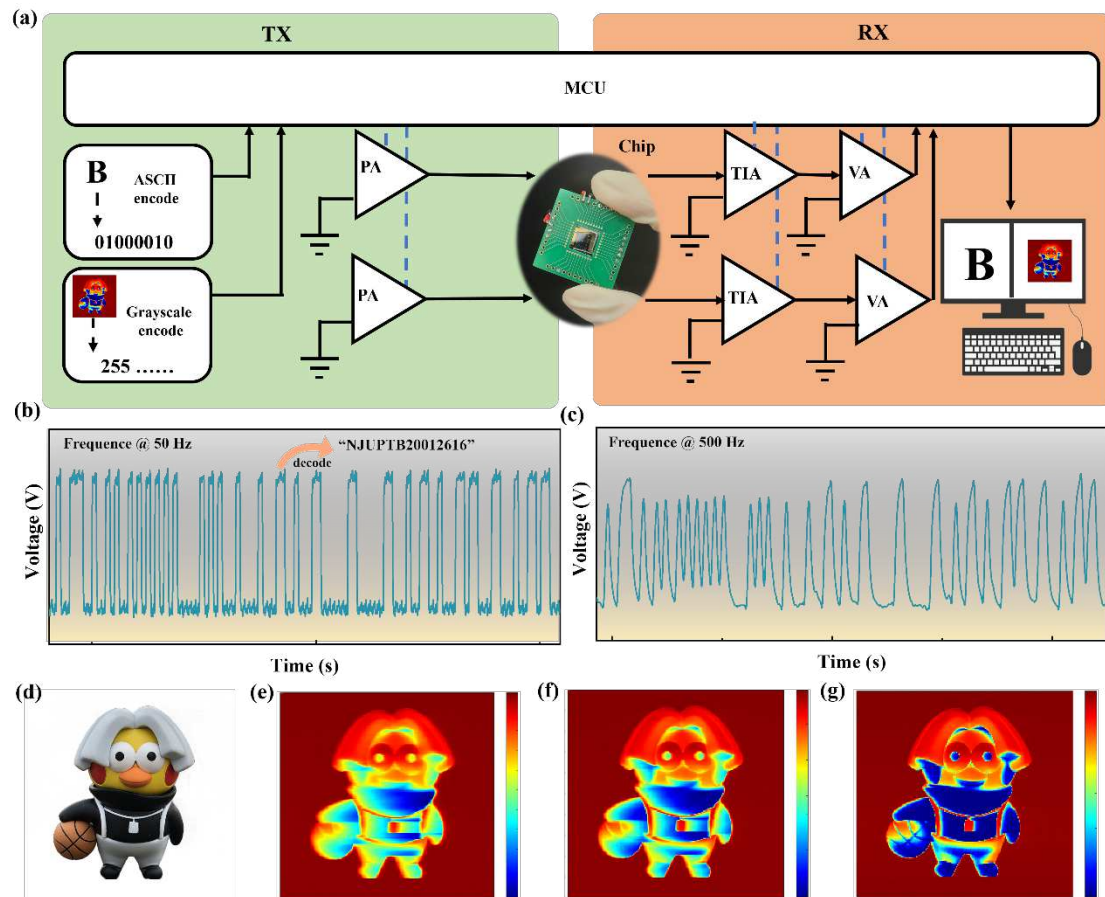 (a)
TX
RX
MCU
B
ASCII
encode
01000010
Grayscale
encode
255 ......
PA
PA
Chip
TIA
VA
TIA
VA
B
(b)
Frequence @ 50 Hz
“NJUPTB20012616”
decode
Voltage (V)
Time (s)
(c)
Frequence @ 500 Hz
Voltage (V)
Time (s)
(d)
(e)
(f)
(g)